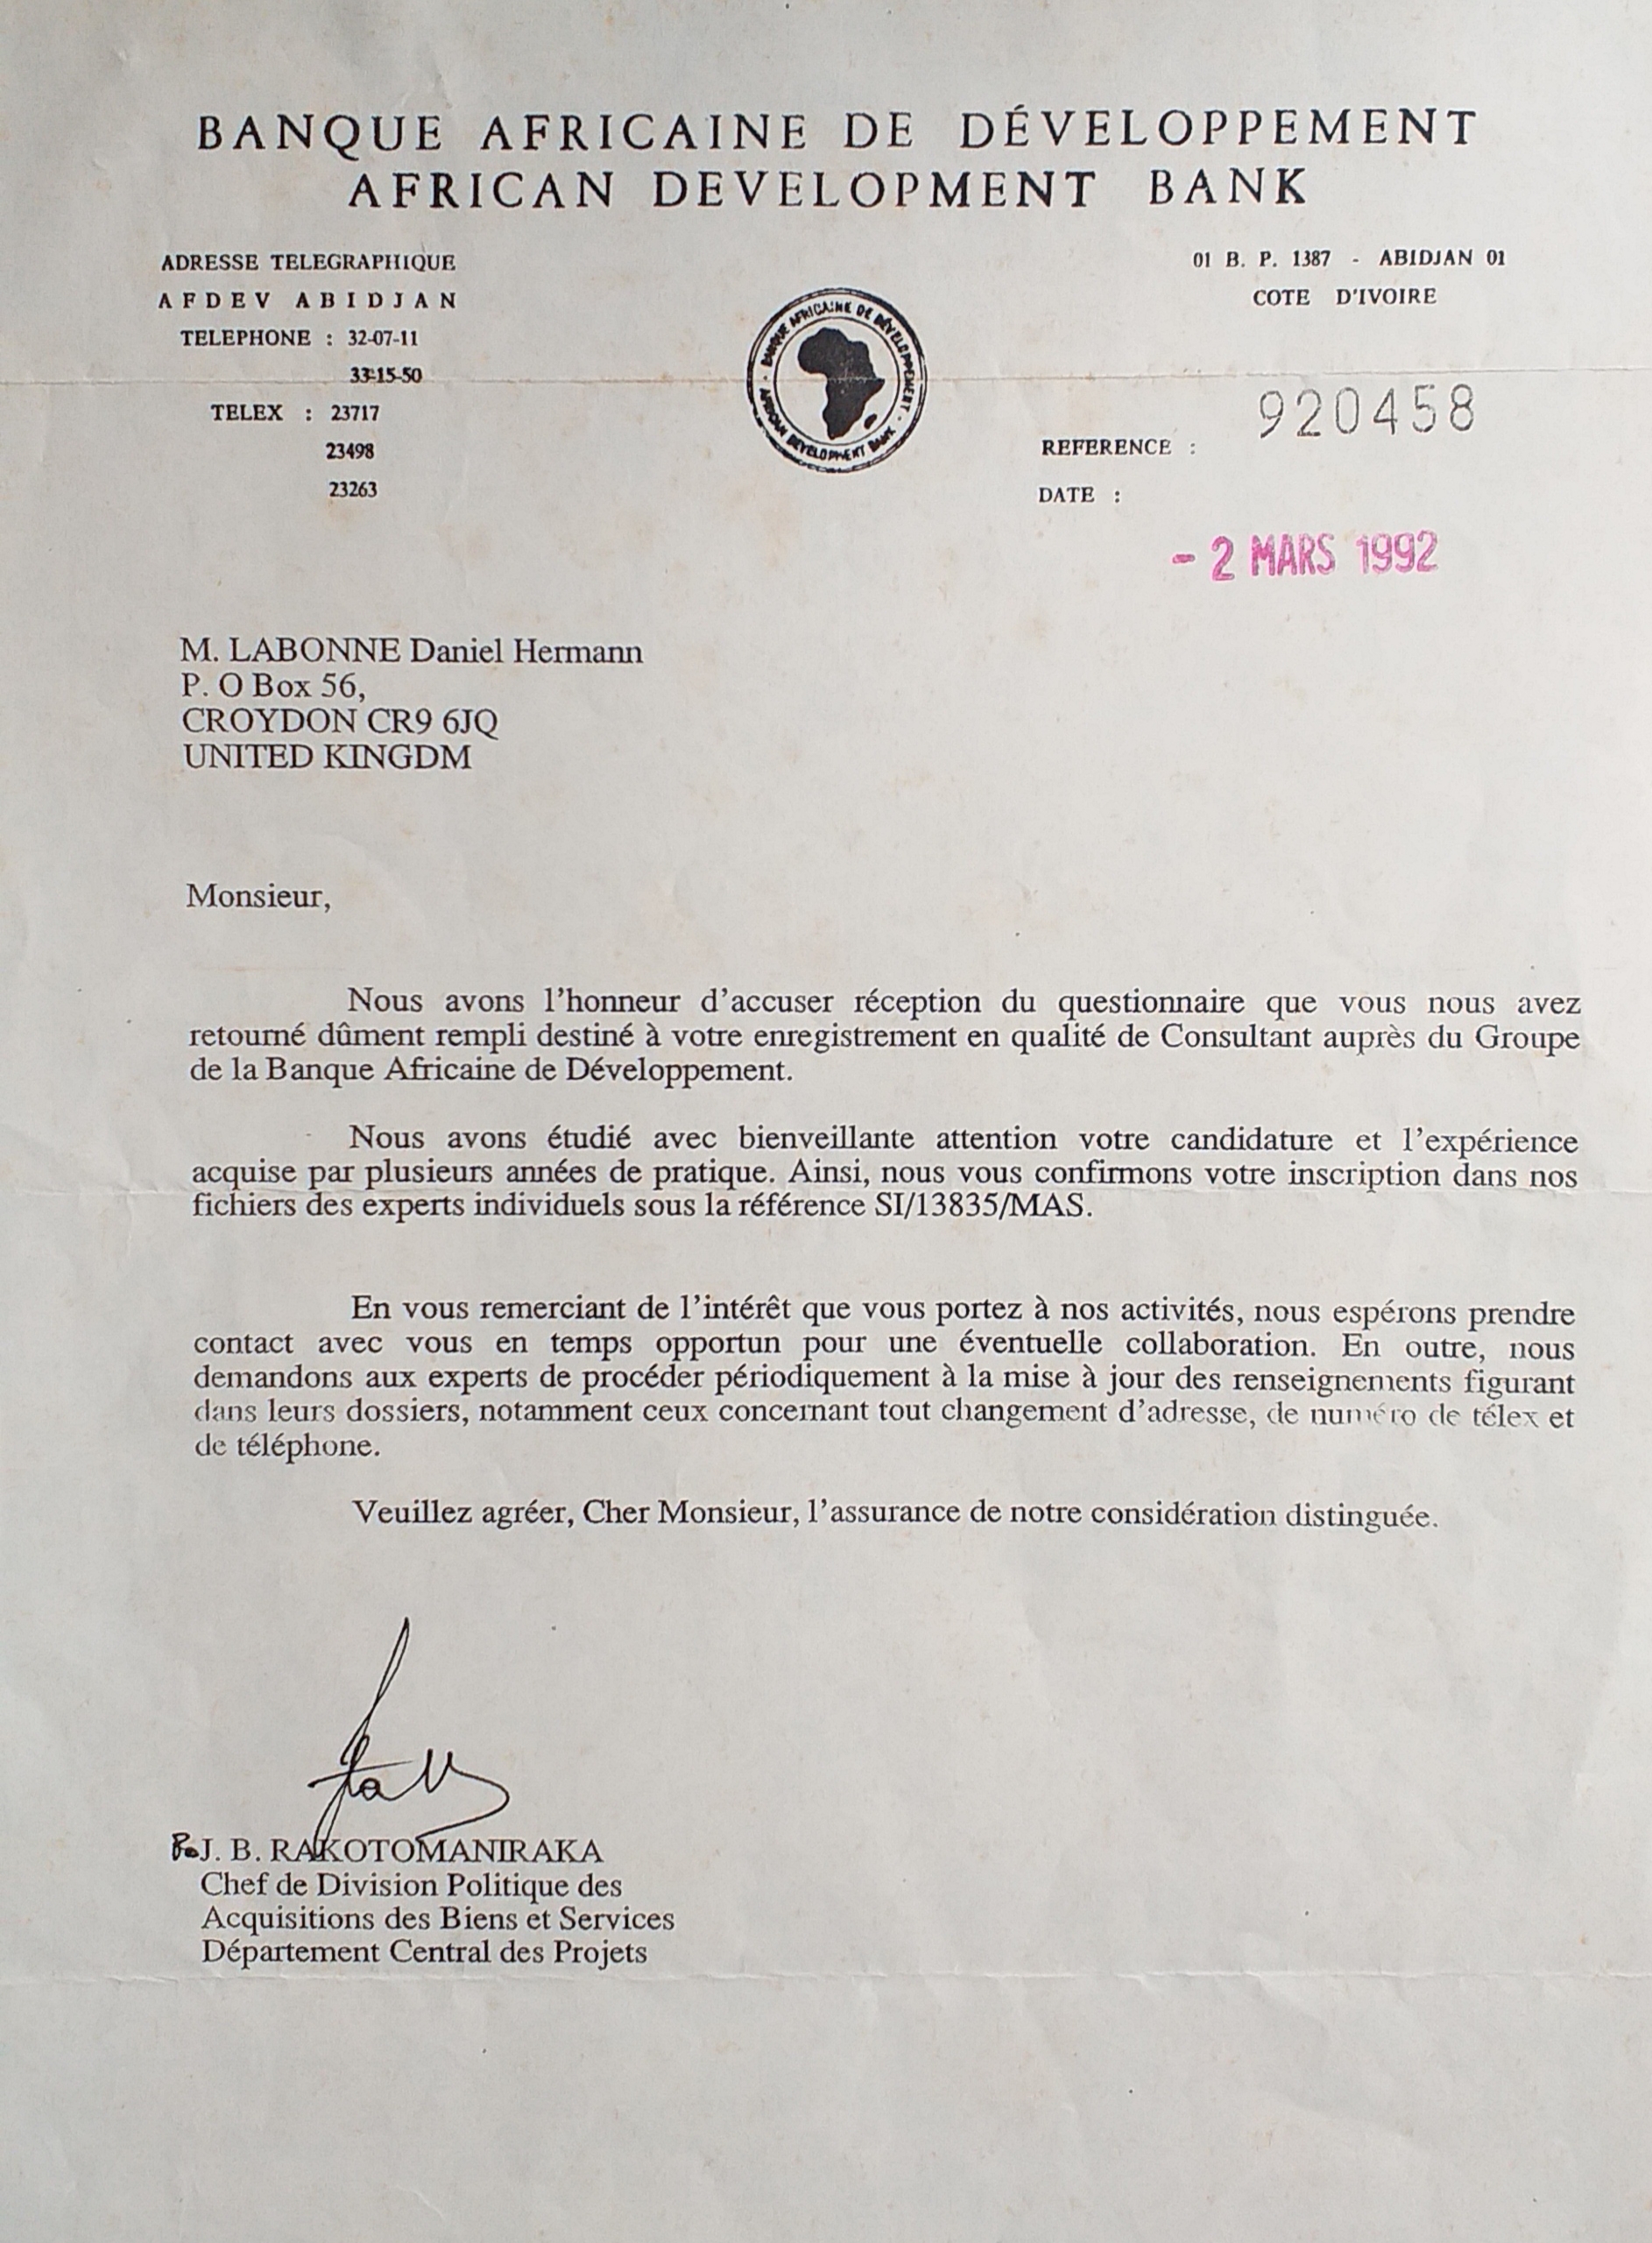 BANQUE AFRICAINE DE DÉVELOPPEMENT
AFRICAN DEVELOPMENT BANK
ADRESSE TELEGRAPHIQUE
AFDEV ABIDJAN
TELEPHONE : 32-07-11
33-15-50
TELEX : 23717
23498
23263
BANQUE AFRICAINE DE DÉVELOPPEMENT - AFRICAN DEVELOPMENT BANK -
01 B. P. 1387 - ABIDJAN 01
COTE D'IVOIRE
920458
REFERENCE :
DATE :
- 2 MARS 1992
M. LABONNE Daniel Hermann
P. O Box 56,
CROYDON CR9 6JQ
UNITED KINGDM
Monsieur,
Nous avons l'honneur d'accuser réception du questionnaire que vous nous avez
retourné dûment rempli destiné à votre enregistrement en qualité de Consultant auprès du Groupe
de la Banque Africaine de Développement.
Nous avons étudié avec bienveillante attention votre candidature et l'expérience
acquise par plusieurs années de pratique. Ainsi, nous vous confirmons votre inscription dans nos
fichiers des experts individuels sous la référence SI/13835/MAS.
En vous remerciant de l'intérêt que vous portez à nos activités, nous espérons prendre
contact avec vous en temps opportun pour une éventuelle collaboration. En outre, nous
demandons aux experts de procéder périodiquement à la mise à jour des renseignements figurant
dans leurs dossiers, notamment ceux concernant tout changement d'adresse, de numéro de télex et
de téléphone.
Veuillez agréer, Cher Monsieur, l'assurance de notre considération distinguée.
J. B. RAKOTOMANIRAKA
Chef de Division Politique des
Acquisitions des Biens et Services
Département Central des Projets